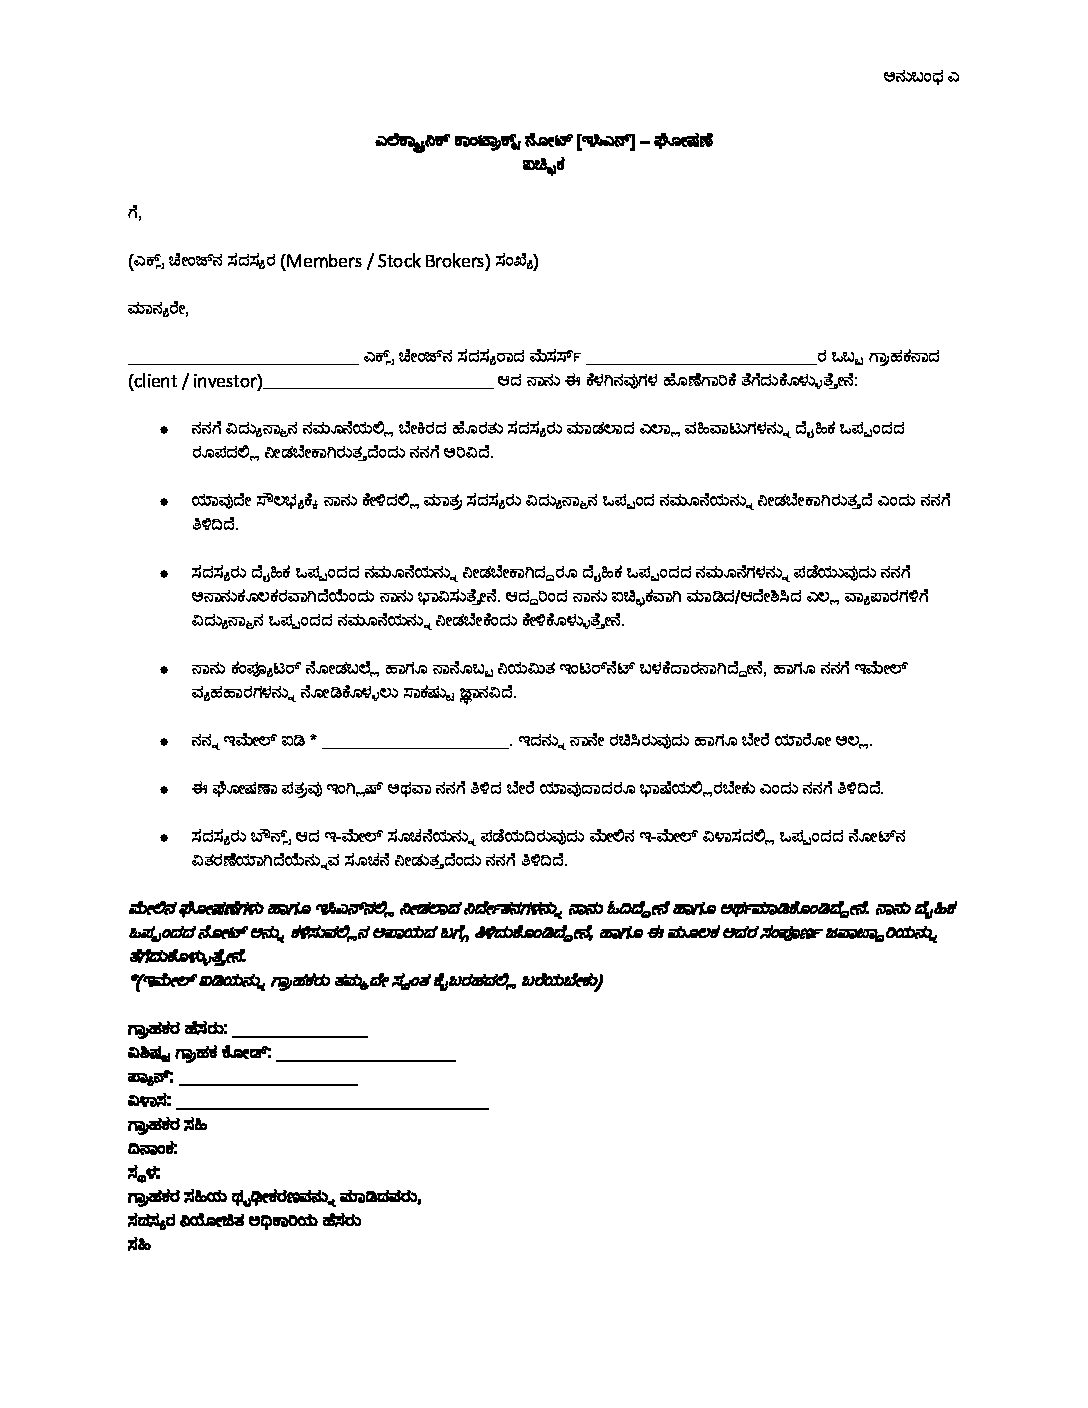 ಅನುಬಂಧ ಎ
ಎಲೆಕ್ಟ್ರಾನಿಕ್ ಕಾಂಟ್ರಾಕ್ಟ್ ನೋಟ್ [ಇಸಿಎನ್] – ಘೋಷಣೆ
ಐಚ್ಛಿಕ
ಗೆ,
(ಎಕ್ಸ್ ಚೇಂಜ್‌ನ ಸದಸ್ಯರ (Members / Stock Brokers) ಸಂಖ್ಯೆ)
ಮಾನ್ಯರೇ,
_______________________ ಎಕ್ಸ್ ಚೇಂಜ್‌ನ ಸದಸ್ಯರಾದ ಮೆಸರ್ಸ್ _______________________ರ ಒಬ್ಬ ಗ್ರಾಹಕನಾದ
(client / investor)_______________________ ಆದ ನಾನು ಈ ಕೆಳಗಿನವುಗಳ ಹೊಣೆಗಾರಿಕೆ ತೆಗೆದುಕೊಳ್ಳುತ್ತೇನೆ:
• ನನಗೆ ವಿದ್ಯುನ್ಮಾನ ನಮೂನೆಯಲ್ಲಿ ಬೇಕಿರದ ಹೊರತು ಸದಸ್ಯರು ಮಾಡಲಾದ ಎಲ್ಲಾ ವಹಿವಾಟುಗಳನ್ನು ದೈಹಿಕ ಒಪ್ಪಂದದ
ರೂಪದಲ್ಲಿ ನೀಡಬೇಕಾಗಿರುತ್ತದೆಂದು ನನಗೆ ಅರಿವಿದೆ.
• ಯಾವುದೇ ಸೌಲಭ್ಯಕ್ಕೆ ನಾನು ಕೇಳಿದಲ್ಲಿ ಮಾತ್ರ ಸದಸ್ಯರು ವಿದ್ಯುನ್ಮಾನ ಒಪ್ಪಂದ ನಮೂನೆಯನ್ನು ನೀಡಬೇಕಾಗಿರುತ್ತದೆ ಎಂದು ನನಗೆ
ತಿಳಿದಿದೆ.
• ಸದಸ್ಯರು ದೈಹಿಕ ಒಪ್ಪಂದದ ನಮೂನೆಯನ್ನು ನೀಡಬೇಕಾಗಿದ್ದರೂ ದೈಹಿಕ ಒಪ್ಪಂದದ ನಮೂನೆಗಳನ್ನು ಪಡೆಯುವುದು ನನಗೆ
ಅನಾನುಕೂಲಕರವಾಗಿದೆಯೆಂದು ನಾನು ಭಾವಿಸುತ್ತೇನೆ. ಆದ್ದರಿಂದ ನಾನು ಐಚ್ಛಿಕವಾಗಿ ಮಾಡಿದ/ಆದೇಶಿಸಿದ ಎಲ್ಲ ವ್ಯಾಪಾರಗಳಿಗೆ
ವಿದ್ಯುನ್ಮಾನ ಒಪ್ಪಂದದ ನಮೂನೆಯನ್ನು ನೀಡಬೇಕೆಂದು ಕೇಳಿಕೊಳ್ಳುತ್ತೇನೆ.
• ನಾನು ಕಂಪ್ಯೂಟರ್ ನೋಡಬಲ್ಲೆ ಹಾಗೂ ನಾನೊಬ್ಬ ನಿಯಮಿತ ಇಂಟರ್‌ನೆಟ್ ಬಳಕೆದಾರನಾಗಿದ್ದೇನೆ, ಹಾಗೂ ನನಗೆ ಇಮೇಲ್
ವ್ಯಹಹಾರಗಳನ್ನು ನೋಡಿಕೊಳ್ಳಲು ಸಾಕಷ್ಟು ಜ್ಞಾನವಿದೆ.
• ನನ್ನ ಇಮೇಲ್ ಐಡಿ * ___________________. ಇದನ್ನು ನಾನೇ ರಚಿಸಿರುವುದು ಹಾಗೂ ಬೇರೆ ಯಾರೋ ಅಲ್ಲ.
• ಈ ಘೋಷಣಾ ಪತ್ರವು ಇಂಗ್ಲಿಷ್ ಅಥವಾ ನನಗೆ ತಿಳಿದ ಬೇರೆ ಯಾವುದಾದರೂ ಭಾಷೆಯಲ್ಲಿರಬೇಕು ಎಂದು ನನಗೆ ತಿಳಿದಿದೆ.
• ಸದಸ್ಯರು ಬೌನ್ಸ್ ಆದ ಇ-ಮೇಲ್ ಸೂಚನೆಯನ್ನು ಪಡೆಯದಿರುವುದು ಮೇಲಿನ ಇ-ಮೇಲ್ ವಿಳಾಸದಲ್ಲಿ ಒಪ್ಪಂದದ ನೋಟ್‌ನ
ವಿತರಣೆಯಾಗಿದೆಯೆನ್ನುವ ಸೂಚನೆ ನೀಡುತ್ತದೆಂದು ನನಗೆ ತಿಳಿದಿದೆ.
ಮೇಲಿನ ಘೋಷಣೆಗಳು ಹಾಗೂ ಇಸಿಎನ್‌ನಲ್ಲಿ ನೀಡಲಾದ ನಿರ್ದೇಶನಗಳನ್ನು ನಾನು ಓದಿದ್ದೇನೆ ಹಾಗೂ ಅರ್ಥಮಾಡಿಕೊಂಡಿದ್ದೇನೆ. ನಾನು ದೈಹಿಕ
ಒಪ್ಪಂದದ ನೋಟ್ ಅನ್ನು ಕಳಿಸುವಲ್ಲಿನ ಅಪಾಯದ ಬಗ್ಗೆ ತಿಳಿದುಕೊಂಡಿದ್ದೇನೆ, ಹಾಗೂ ಈ ಮೂಲಕ ಅದರ ಸಂಪೂರ್ಣ ಜವಾಬ್ದಾರಿಯನ್ನು
ತೆಗೆದುಕೊಳ್ಳುತ್ತೇನೆ.
*(ಇಮೇಲ್ ಐಡಿಯನ್ನು ಗ್ರಾಹಕರು ತಮ್ಮದೇ ಸ್ವಂತ ಕೈಬರಹದಲ್ಲಿ ಬರೆಯಬೇಕು)
ಗ್ರಾಹಕರ ಹೆಸರು: _______________
ವಿಶಿಷ್ಟ ಗ್ರಾಹಕ ಕೋಡ್: ____________________
ಪ್ಯಾನ್: ____________________
ವಿಳಾಸ: ___________________________________
ಗ್ರಾಹಕರ ಸಹಿ
ದಿನಾಂಕ:
ಸ್ಥಳ:
ಗ್ರಾಹಕರ ಸಹಿಯ ಧೃಢೀಕರಣವನ್ನು ಮಾಡಿದವರು,
ಸದಸ್ಯರ ನಿಯೋಜಿತ ಅಧಿಕಾರಿಯ ಹೆಸರು
ಸಹಿ